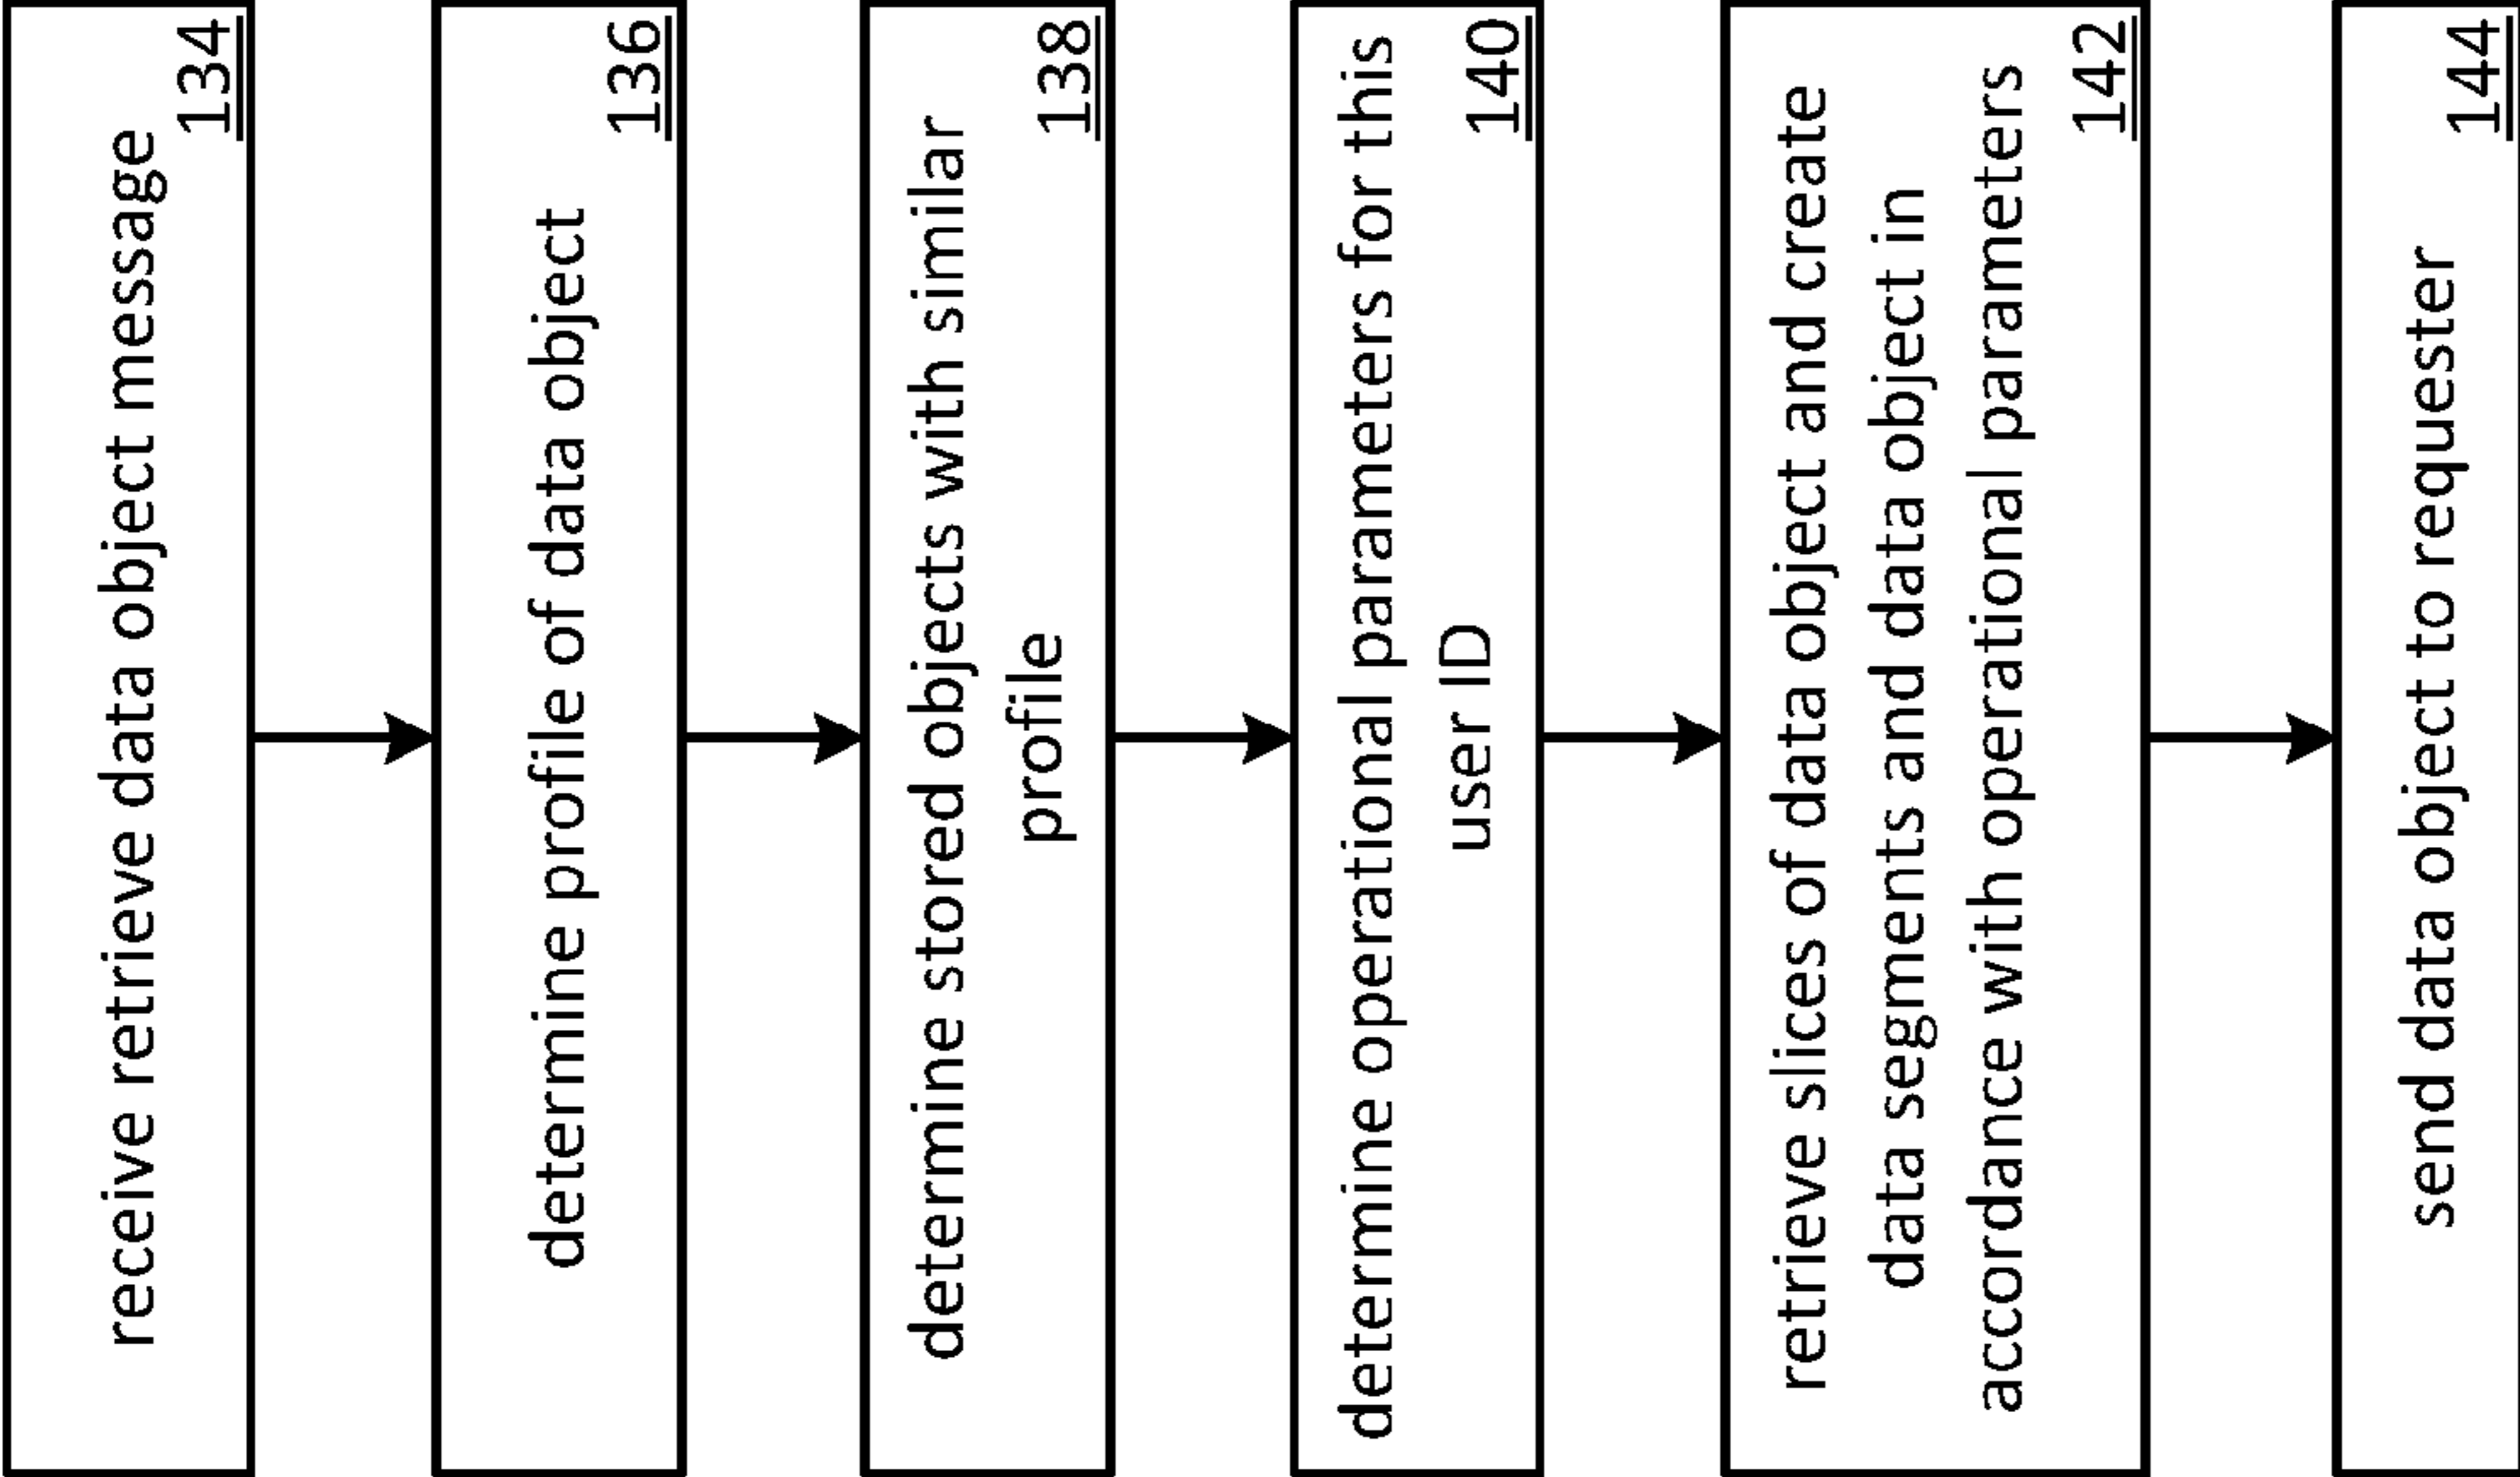 receive retrieve data object message
134
determine profile of data object
136
determine stored objects with similar
profile
138
determine operational parameters for this
user ID
140
retrieve slices of data object and create
data segments and data object in
accordance with operational parameters
142
send data object to requester
144